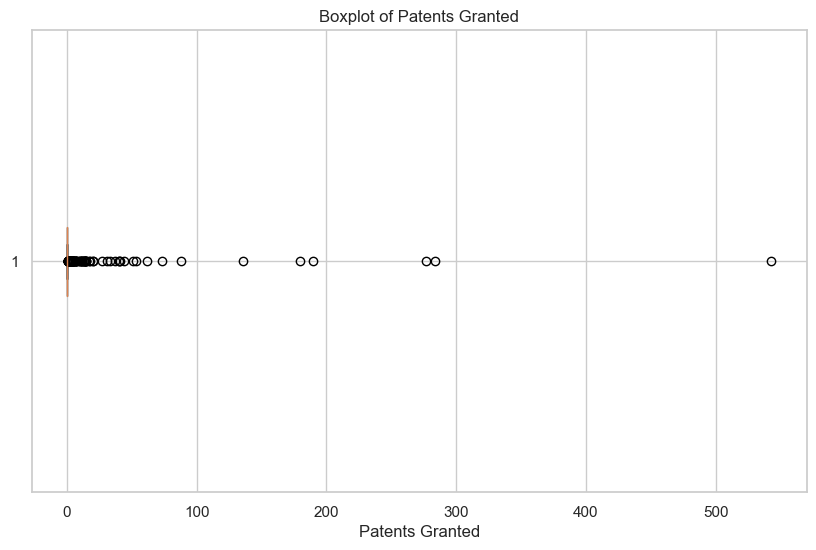 Boxplot of Patents Granted
1
0 100 200 300 400 500
Patents Granted